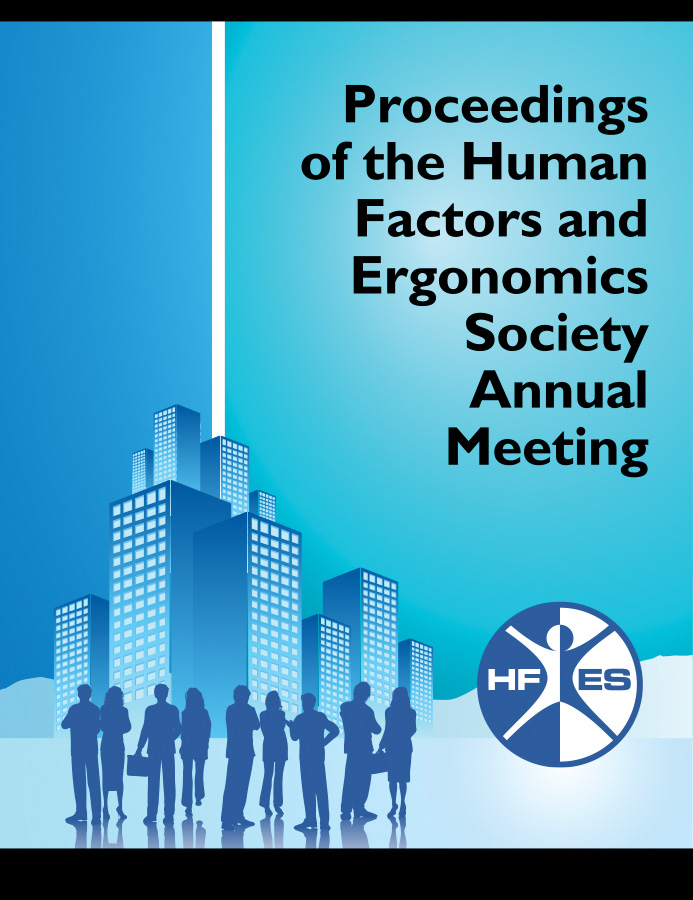 Proceedings
of the Human
Factors and
Ergonomics
Society
Annual
Meeting
HF ES